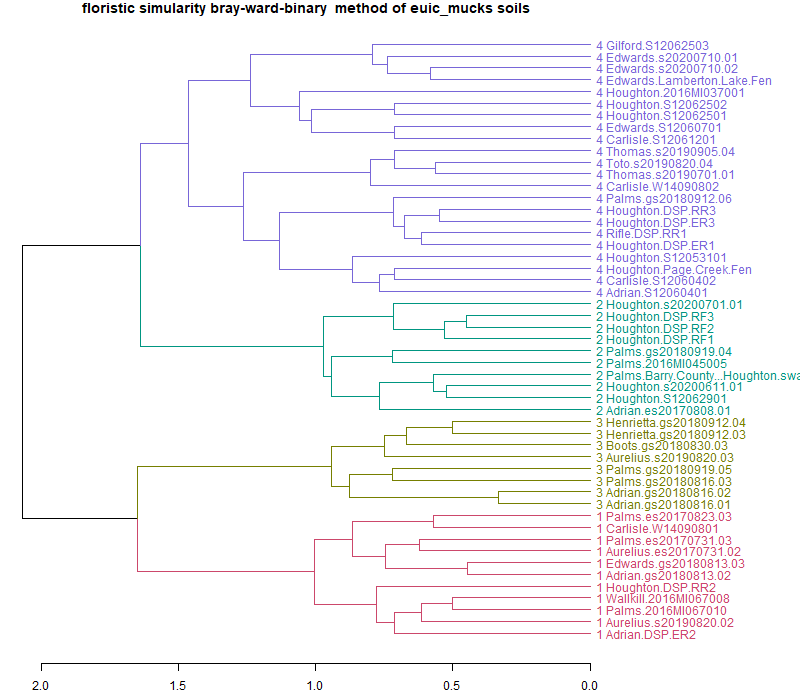 floristic simularity bray-ward-binary method of euic_mucks soils
4 Gilford.S12062503
4 Edwards.s20200710.01
4 Edwards.s20200710.02
4 Edwards.Lamberton.Lake.Fen
4 Houghton.2016MI037001
4 Houghton.S12062502
4 Houghton.S12062501
4 Edwards.S12060701
4 Carlisle.S12061201
4 Thomas.s20190905.04
4 Toto.s20190820.04
4 Thomas.s20190701.01
4 Carlisle.W14090802
4 Palms.gs20180912.06
4 Houghton.DSP.RR3
4 Houghton.DSP.ER3
4 Rifle.DSP.RR1
4 Houghton.DSP.ER1
4 Houghton.S12053101
4 Houghton.Page.Creek.Fen
4 Carlisle.S12060402
4 Adrian.S12060401
2 Houghton.s20200701.01
2 Houghton.DSP.RF3
2 Houghton.DSP.RF2
2 Houghton.DSP.RF1
2 Palms.gs20180919.04
2 Palms.2016MI045005
2 Palms.Barry.County...Houghton.swa
2 Houghton.s20200611.01
2 Houghton.S12062901
2 Adrian.es20170808.01
3 Henrietta.gs20180912.04
3 Henrietta.gs20180912.03
3 Boots.gs20180830.03
3 Aurelius.s20190820.03
3 Palms.gs20180919.05
3 Palms.gs20180816.03
3 Adrian.gs20180816.02
3 Adrian.gs20180816.01
1 Palms.es20170823.03
1 Carlisle.W14090801
1 Palms.es20170731.03
1 Aurelius.es20170731.02
1 Edwards.gs20180813.03
1 Adrian.gs20180813.02
1 Houghton.DSP.RR2
1 Wallkill.2016MI067008
1 Palms.2016MI067010
1 Aurelius.s20190820.02
1 Adrian.DSP.ER2
2.0 1.5 1.0 0.5 0.0